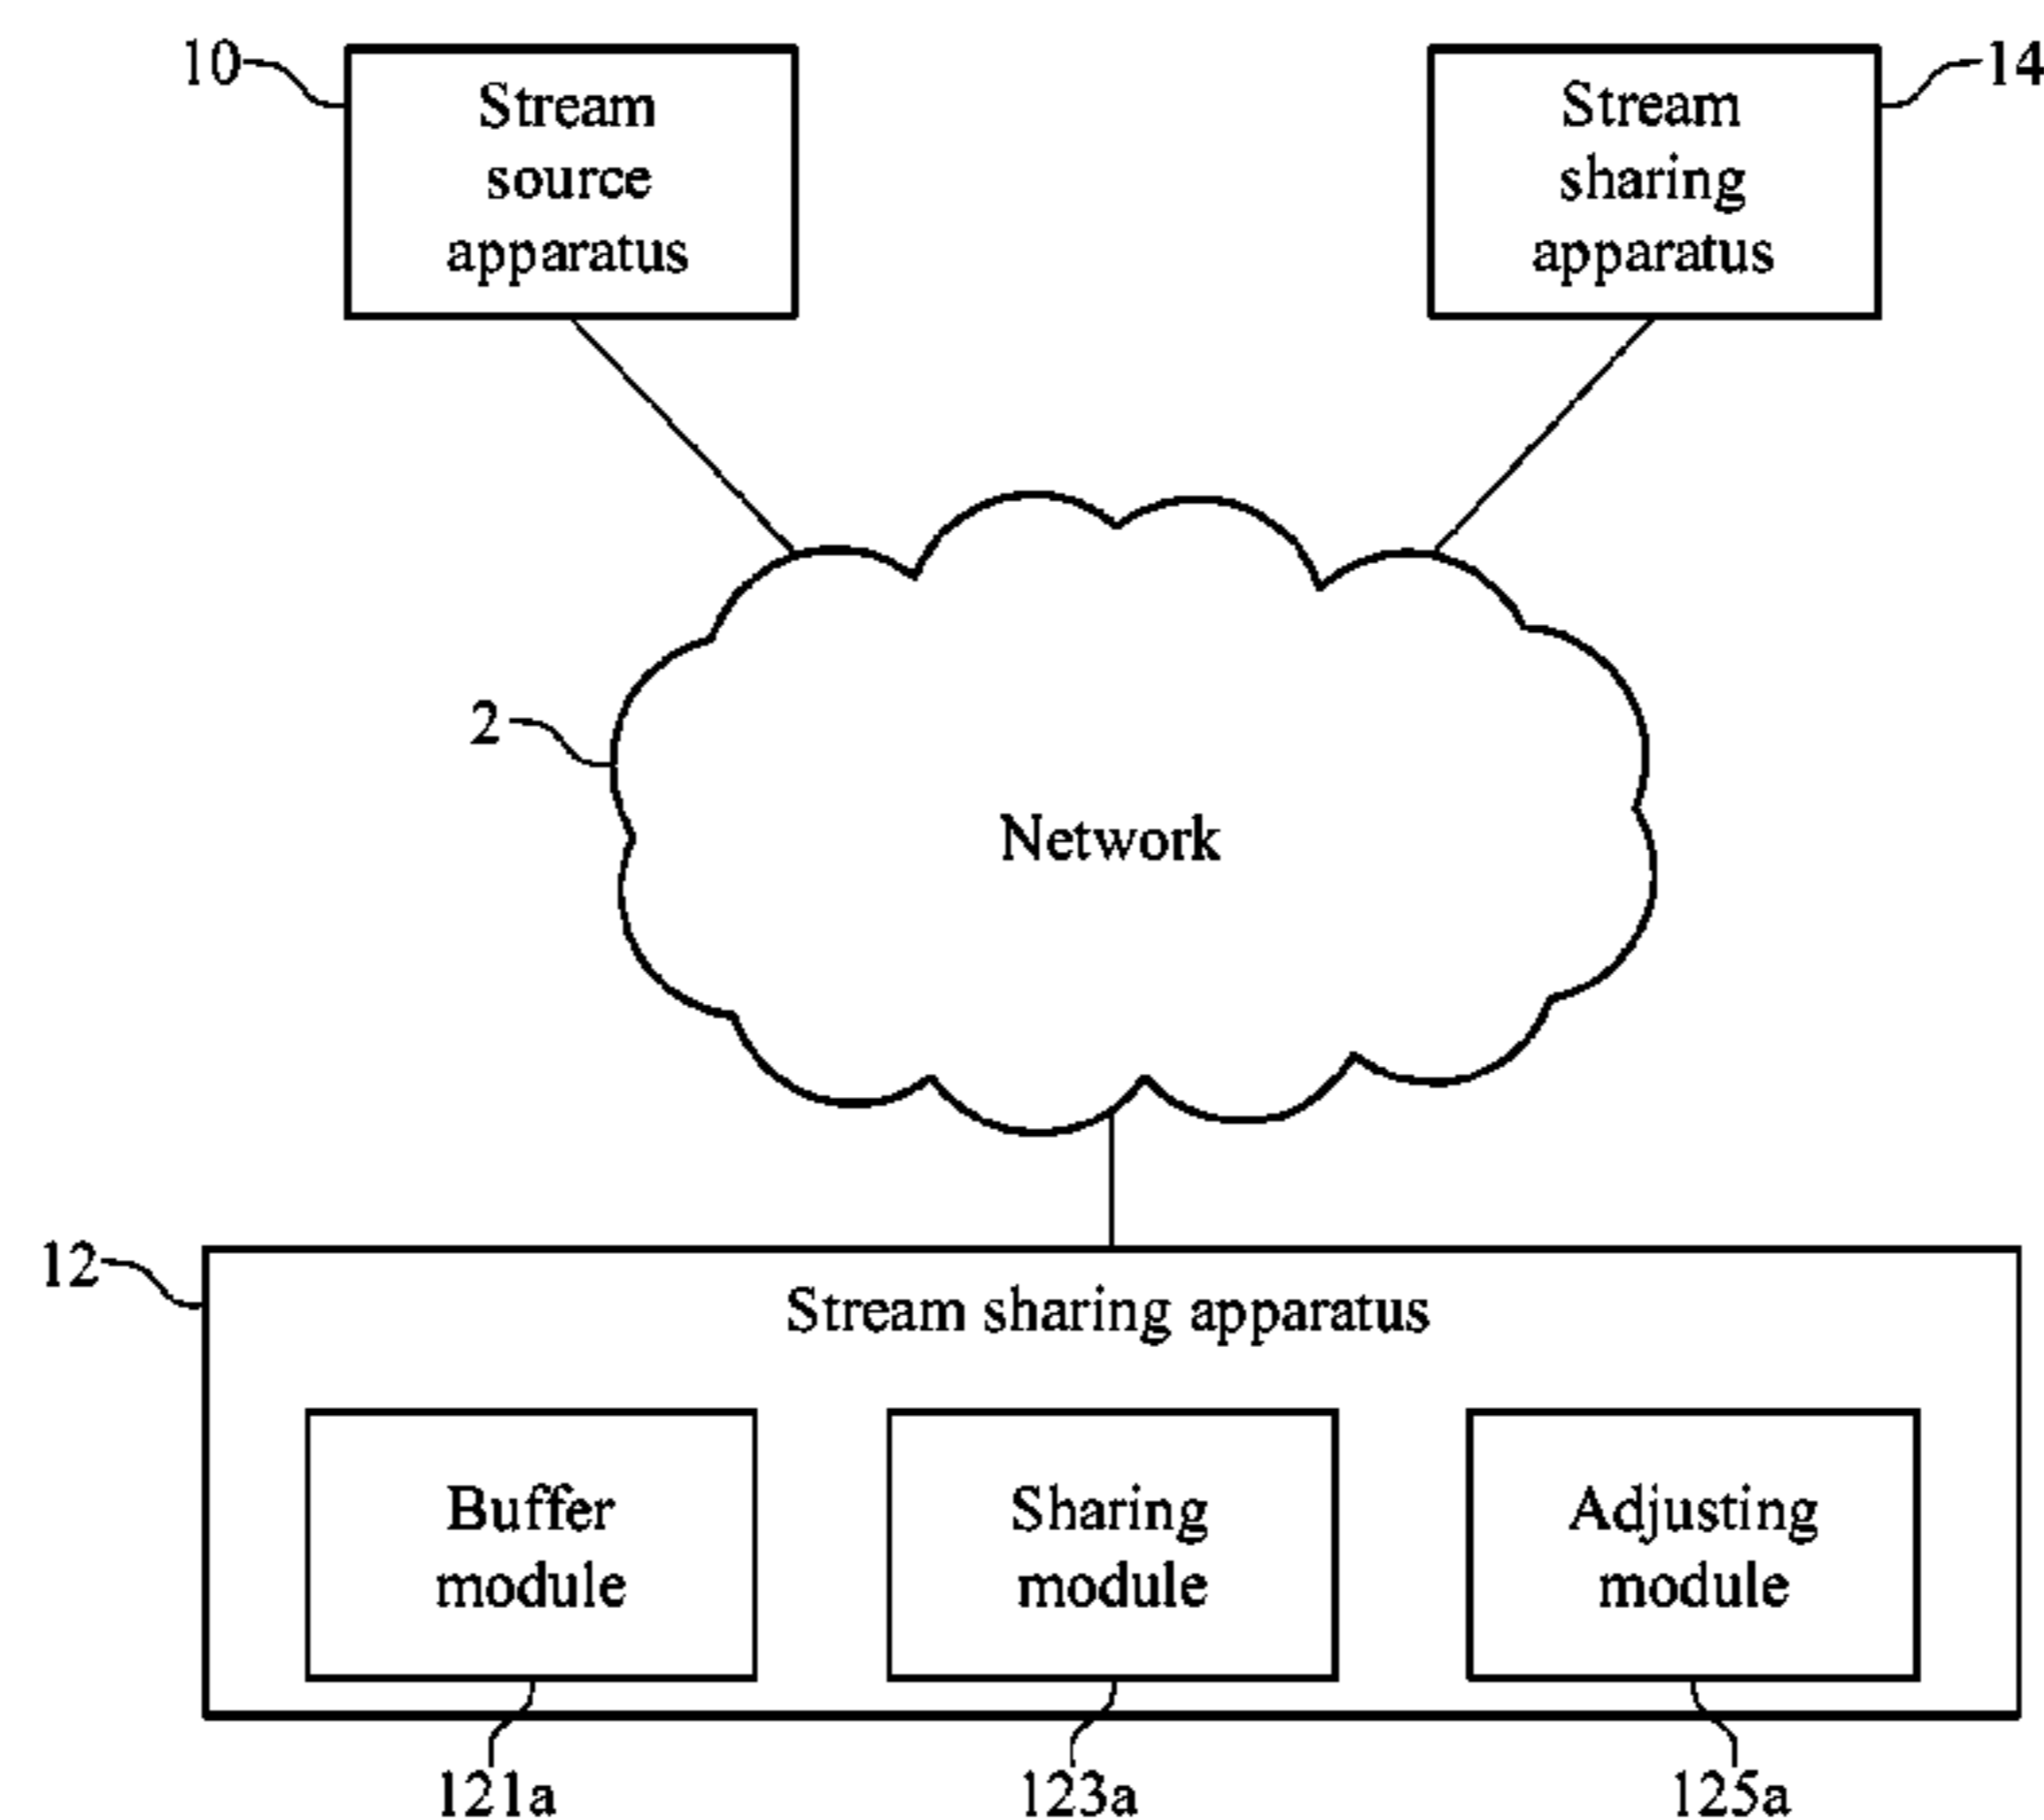 10
Stream
source
apparatus
Stream
sharing
apparatus
14
2
Network
12
Stream sharing apparatus
Buffer
module
Sharing
module
Adjusting
module
121a
123a
125a